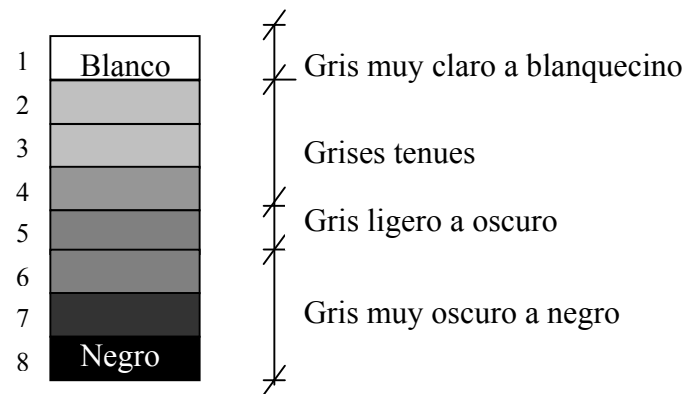 1 Blanco Gris muy claro a blanquecino
2
3 Grises tenues
4
5 Gris ligero a oscuro
6
7 Gris muy oscuro a negro
8 Negro